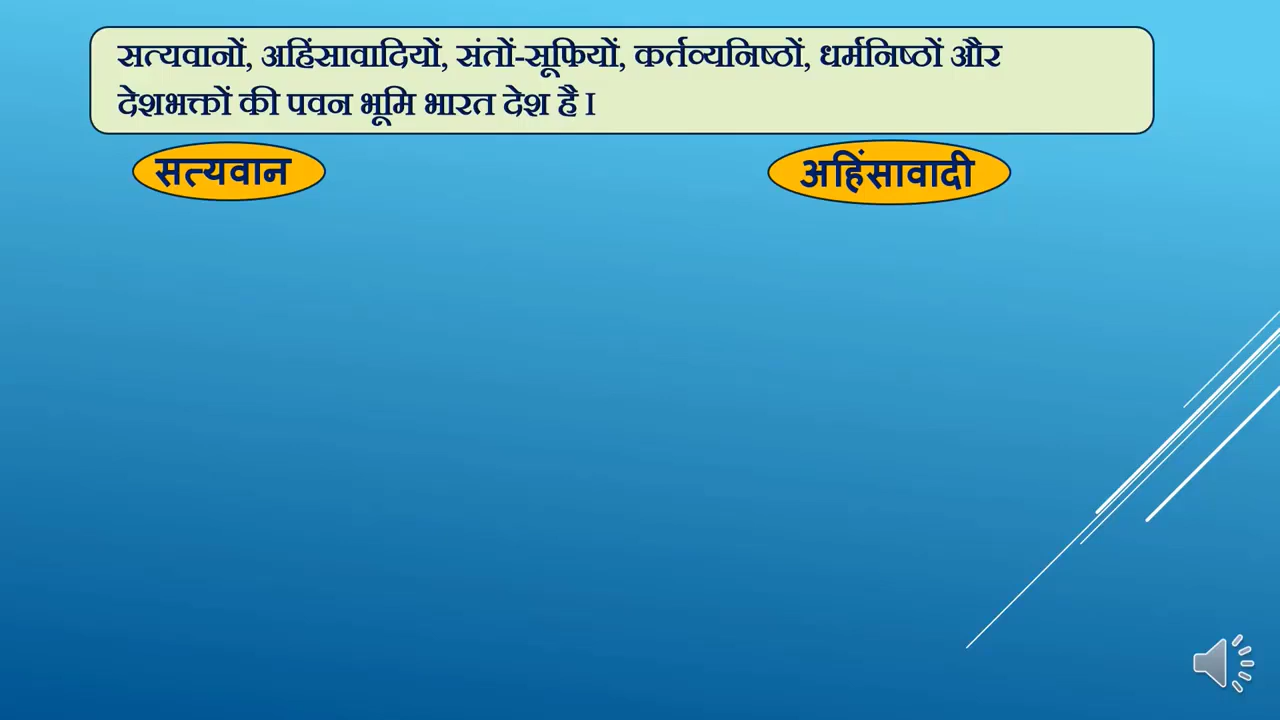 सत्यवानों, अहिंसावादियों, संतों-सूफियों, कर्तव्यनिष्ठों, धर्मनिष्ठों और
देशभक्तों की पवन भूमि भारत देश है I
सत्यवान
अहिंसावादी